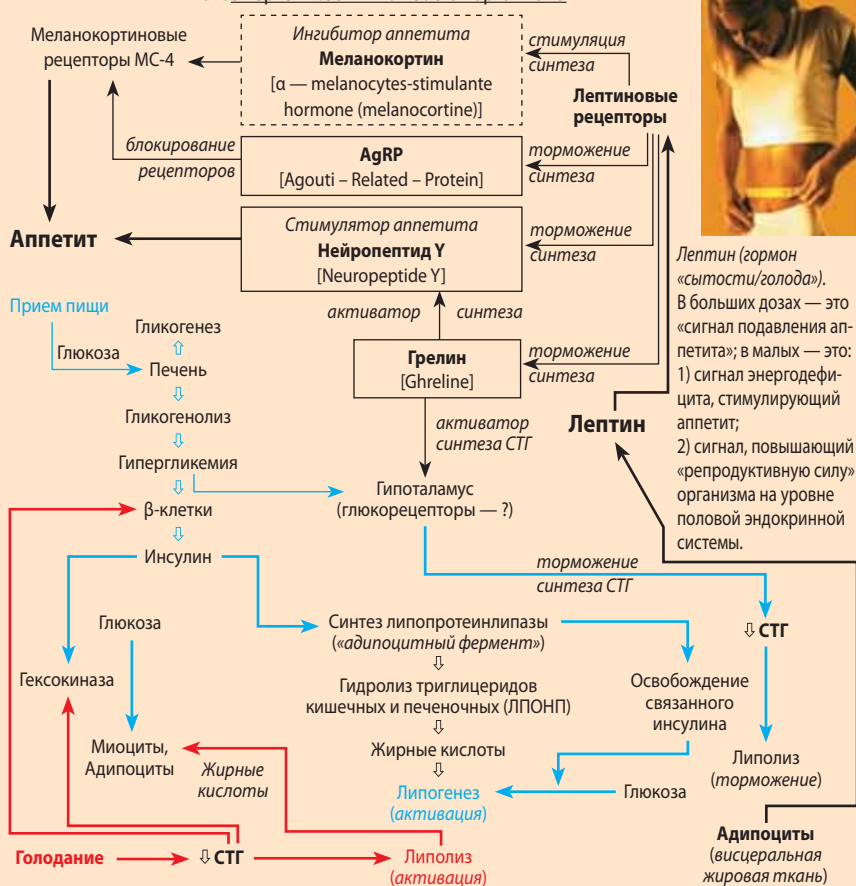 Меланокортиновые
рецепторы МС-4
Ингибитор аппетита
Меланокортин
[α — melanocytes-stimulante
hormone (melanocortine)]
стимуляция
синтеза
Лептиновые
рецепторы
блокирование
рецепторов
AgRP
[Agouti – Related – Protein]
торможение
синтеза
Аппетит
Стимулятор аппетита
Нейропептид Y
[Neuropeptide Y]
торможение
синтеза
активатор синтеза
Грелин
[Ghreline]
торможение
синтеза
активатор
синтеза СТГ
Лептин
Лептин (гормон
«сытости/голода»).
В больших дозах — это
«сигнал подавления ап-
петита»; в малых — это:
1) сигнал энергодефи-
цита, стимулирующий
аппетит;
2) сигнал, повышающий
«репродуктивную силу»
организма на уровне
половой эндокринной
системы.
Прием пищи
Глюкоза
Гликогенез
⇧
Печень
⇩
Гликогенолиз
⇩
Гипергликемия
⇩
β-клетки
⇩
Инсулин
Гипоталамус
(глюкорецепторы — ?)
торможение
синтеза СТГ
⇩ СТГ
Липолиз
(торможение)
Глюкоза
Гексокиназа
Миоциты,
Адипоциты
Жирные
кислоты
Синтез липопротеинлипазы
(«адипоцитный фермент»)
⇩
Гидролиз триглицеридов
кишечных и печеночных (ЛПОНП)
⇩
Жирные кислоты
⇩
Липогенез
(активация)
Освобождение
связанного
инсулина
Глюкоза
Голодание
⇩ СТГ
Липолиз
(активация)
Адипоциты
(висцеральная
жировая ткань)